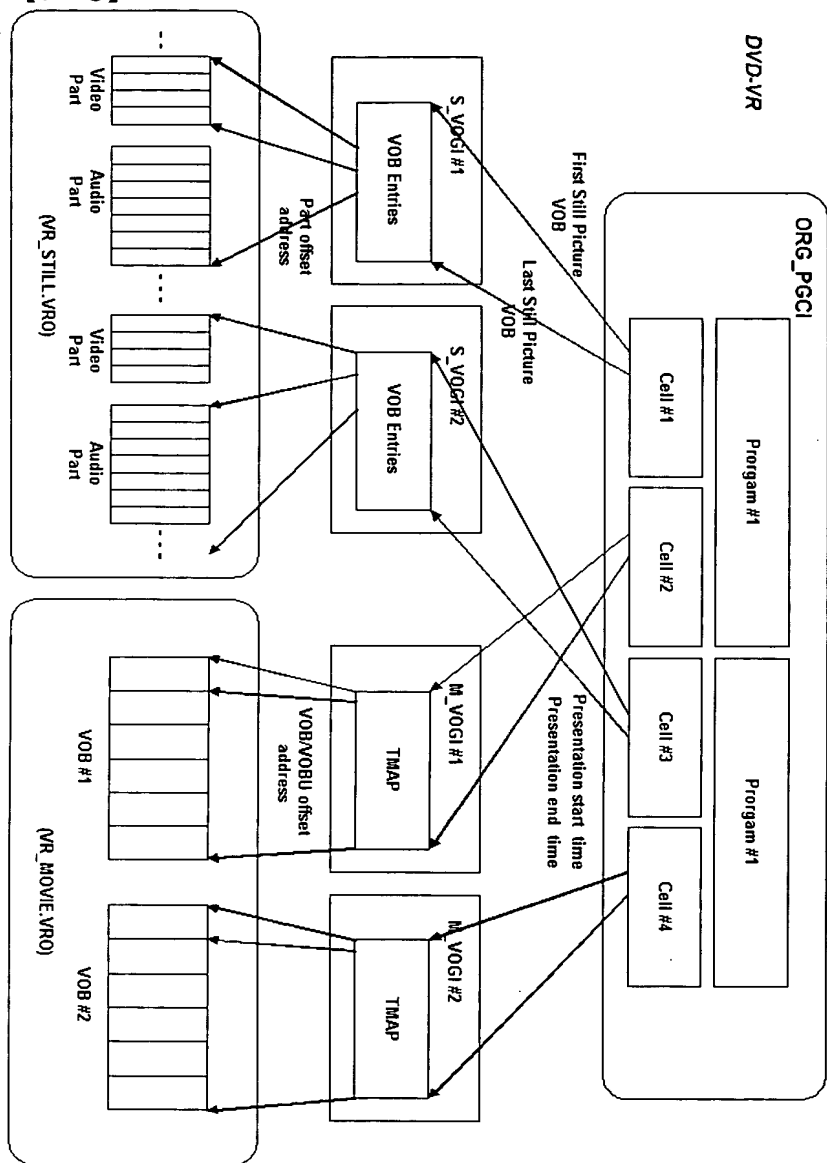 DVD-VR
ORG_PGCI
Prorgam #1
Prorgam #1
Cell #1
Cell #2
Cell #3
Cell #4
First Still Picture
VOB
Last Still Picture
VOB
Presentation start time
Presentation end time
S_VOGI #1
VOB Entries
S_VOGI #2
VOB Entries
M_VOGI #1
TMAP
M_VOGI #2
TMAP
Part offset
address
VOB/VOBU offset
address
Video
Part
Audio
Part
Video
Part
Audio
Part
VOB #1
VOB #2
(VR_STILL.VRO)
(VR_MOVIE.VRO)